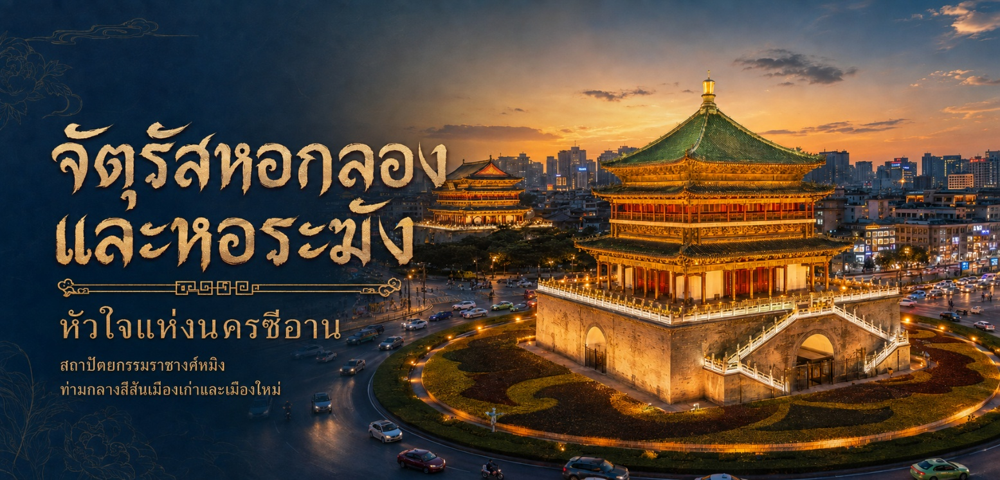 จัตุรัสหอกลอง
และหอระฆัง
หัวใจแห่งนครซีอาน
สถาปัตยกรรมราชวงศ์หมิง
ท่ามกลางสีสันเมืองเก่าและเมืองใหม่